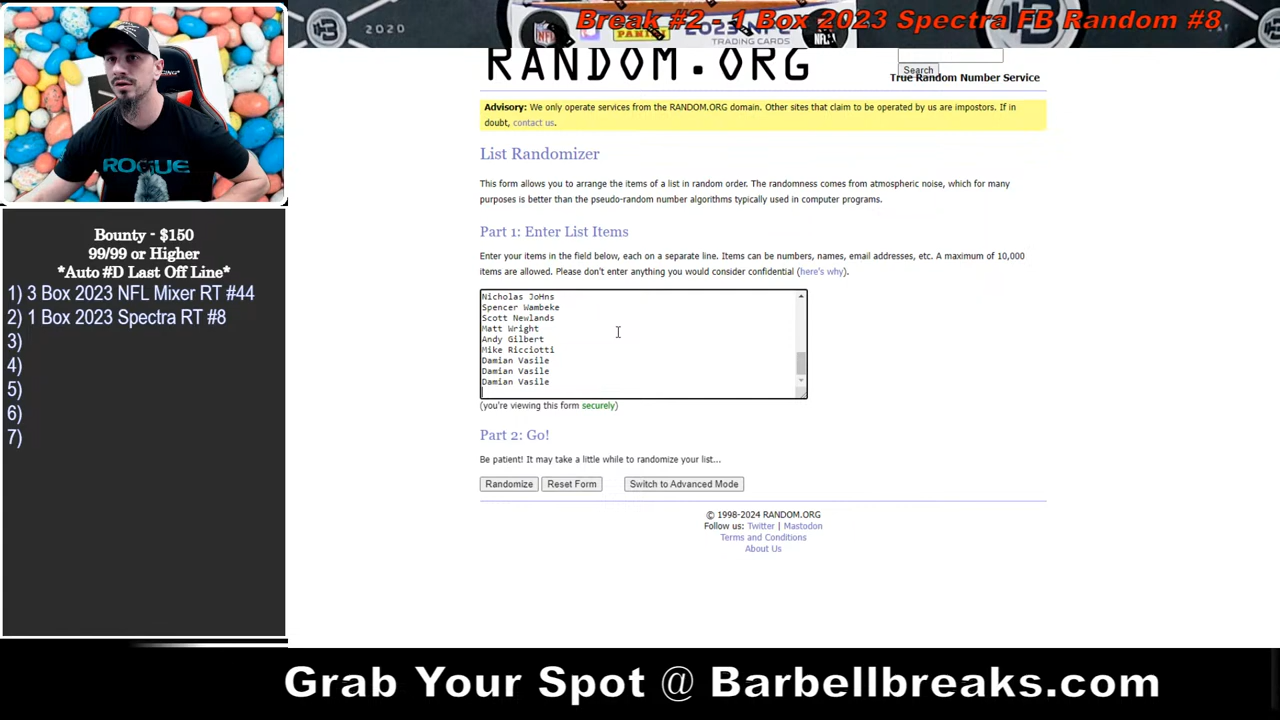 Break #2 - 1 Box 2023 Spectra FB Random #8
2020
TRADING CARDS
RANDOM.ORG
Search
True Random Number Service
Advisory: We only operate services from the RANDOM.ORG domain. Other sites that claim to be operated by us are impostors. If in
doubt, contact us.
List Randomizer
This form allows you to arrange the items of a list in random order. The randomness comes from atmospheric noise, which for many
purposes is better than the pseudo-random number algorithms typically used in computer programs.
Part 1: Enter List Items
Enter your items in the field below, each on a separate line. Items can be numbers, names, email addresses, etc. A maximum of 10,000
items are allowed. Please don't enter anything you would consider confidential (here's why).
Nicholas JoHns
Spencer Wambeke
Scott Newlands
Matt Wright
Andy Gilbert
Mike Ricciotti
Damian Vasile
Damian Vasile
Damian Vasile
(you're viewing this form securely)
Part 2: Go!
Be patient! It may take a little while to randomize your list...
Randomize
Reset Form
Switch to Advanced Mode
© 1998-2024 RANDOM.ORG
Follow us: Twitter | Mastodon
Terms and Conditions
About Us
ROGUE
Bounty - $150
99/99 or Higher
*Auto #D Last Off Line*
1) 3 Box 2023 NFL Mixer RT #44
2) 1 Box 2023 Spectra RT #8
3)
4)
5)
6)
7)
Grab Your Spot @ Barbellbreaks.com